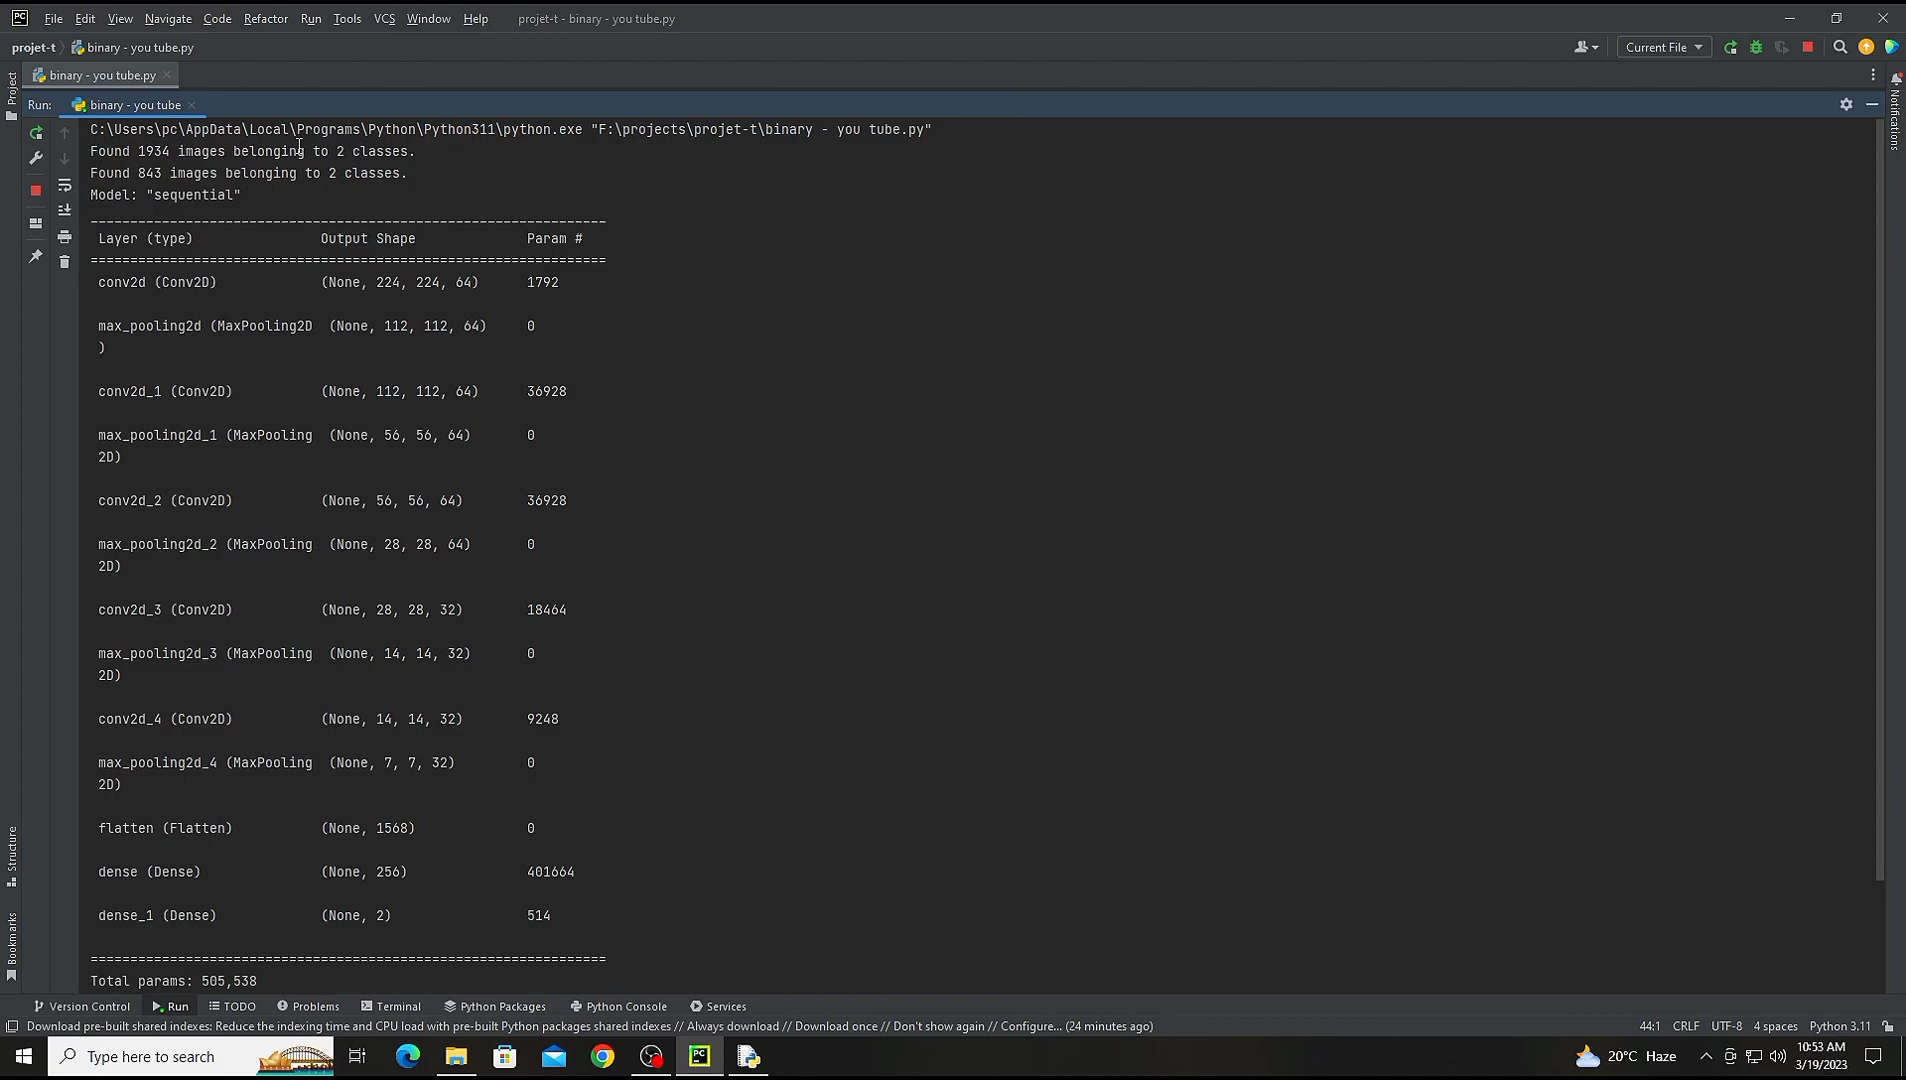 PC File Edit View Navigate Code Refactor Run Tools VCS Window Help projet-t - binary - you tube.py
projet-t binary - you tube.py Current File
Project binary - you tube.py
Run: binary - you tube
Notifications
C:\Users\pc\AppData\Local\Programs\Python\Python311\python.exe "F:\projects\projet-t\binary - you tube.py"
Found 1934 images belonging to 2 classes.
Found 843 images belonging to 2 classes.
Model: "sequential"
_________________________________________________________________
Layer (type) Output Shape Param #
=================================================================
conv2d (Conv2D) (None, 224, 224, 64) 1792
max_pooling2d (MaxPooling2D (None, 112, 112, 64) 0
)
conv2d_1 (Conv2D) (None, 112, 112, 64) 36928
max_pooling2d_1 (MaxPooling (None, 56, 56, 64) 0
2D)
conv2d_2 (Conv2D) (None, 56, 56, 64) 36928
max_pooling2d_2 (MaxPooling (None, 28, 28, 64) 0
2D)
conv2d_3 (Conv2D) (None, 28, 28, 32) 18464
max_pooling2d_3 (MaxPooling (None, 14, 14, 32) 0
2D)
conv2d_4 (Conv2D) (None, 14, 14, 32) 9248
max_pooling2d_4 (MaxPooling (None, 7, 7, 32) 0
2D)
flatten (Flatten) (None, 1568) 0
dense (Dense) (None, 256) 401664
dense_1 (Dense) (None, 2) 514
=================================================================
Total params: 505,538
Structure
Bookmarks
Version Control Run TODO Problems Terminal Python Packages Python Console Services
Download pre-built shared indexes: Reduce the indexing time and CPU load with pre-built Python packages shared indexes // Always download // Download once // Don't show again // Configure... (24 minutes ago) 44:1 CRLF UTF-8 4 spaces Python 3.11
Type here to search PC 20°C Haze 10:53 AM
3/19/2023